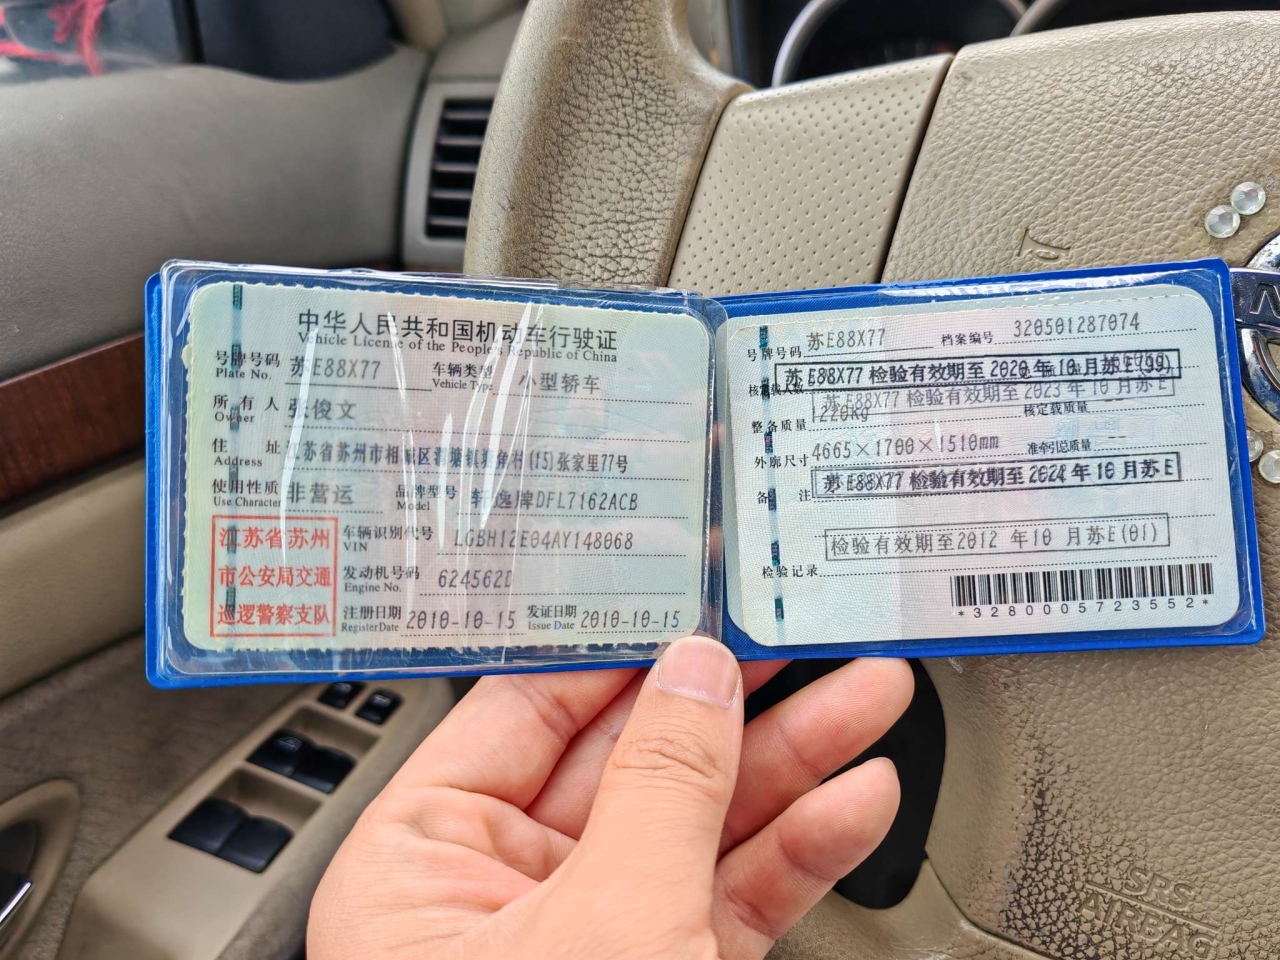 中华人民共和国机动车行驶证
Vehicle License of the People's Republic of China
号牌号码 苏E88X77 车辆类型 小型轿车
Plate No. Vehicle Type
所有人 张俊文
Owner
住址 江苏省苏州市相城区 镇 村(15)张家里77号
Address
使用性质 非营运 品牌型号 轩逸牌DFL7162ACB
Use Character Model
江苏省苏州
市公安局交通
巡逻警察支队
车辆识别代号 LGBH12E04AY148068
VIN
发动机号码 624562D
Engine No.
注册日期 2010-10-15 发证日期 2010-10-15
Register Date Issue Date
号牌号码 苏E88X77 档案编号 320501287074
苏E88X77 检验有效期至2020年10月苏E(99)
核定载人数
苏E88X77 检验有效期至2023年10月苏E
整备质量 1220kg 核定载质量 --
外廓尺寸 4665×1700×1510mm 准牵引总质量 --
备注 苏E88X77 检验有效期至2024年10月苏E
检验有效期至2012 年10 月苏E(01)
检验记录
*3280005723552*
SRS
AIRBAG